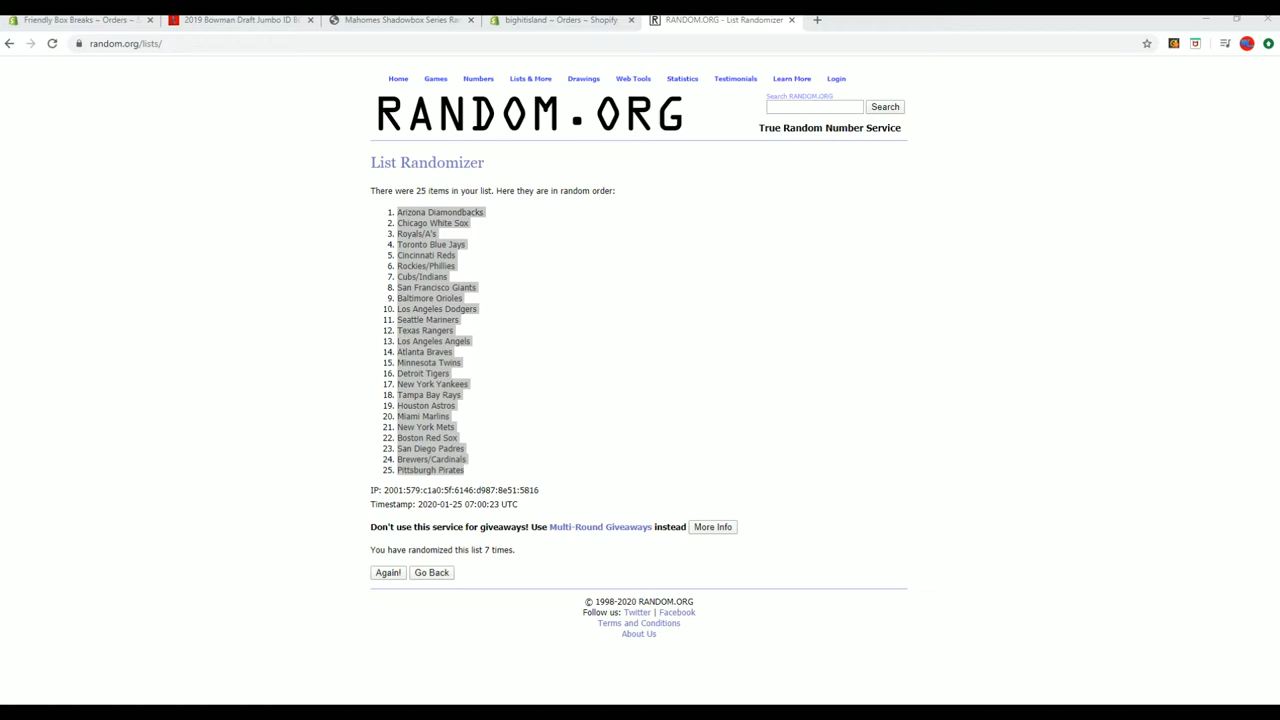 Friendly Box Breaks ~ Orders ~ S
2019 Bowman Draft Jumbo ID B
Mahomes Shadowbox Series Ra
bighitisland ~ Orders ~ Shopify
RANDOM.ORG - List Randomizer
random.org/lists/
Home Games Numbers Lists & More Drawings Web Tools Statistics Testimonials Learn More Login
RANDOM.ORG
Search RANDOM.ORG
Search
True Random Number Service
List Randomizer
There were 25 items in your list. Here they are in random order:
1. Arizona Diamondbacks
2. Chicago White Sox
3. Royals/A's
4. Toronto Blue Jays
5. Cincinnati Reds
6. Rockies/Phillies
7. Cubs/Indians
8. San Francisco Giants
9. Baltimore Orioles
10. Los Angeles Dodgers
11. Seattle Mariners
12. Texas Rangers
13. Los Angeles Angels
14. Atlanta Braves
15. Minnesota Twins
16. Detroit Tigers
17. New York Yankees
18. Tampa Bay Rays
19. Houston Astros
20. Miami Marlins
21. New York Mets
22. Boston Red Sox
23. San Diego Padres
24. Brewers/Cardinals
25. Pittsburgh Pirates
IP: 2001:579:c1a0:5f:6146:d987:8e51:5816
Timestamp: 2020-01-25 07:00:23 UTC
Don't use this service for giveaways! Use Multi-Round Giveaways instead More Info
You have randomized this list 7 times.
Again! Go Back
© 1998-2020 RANDOM.ORG
Follow us: Twitter | Facebook
Terms and Conditions
About Us